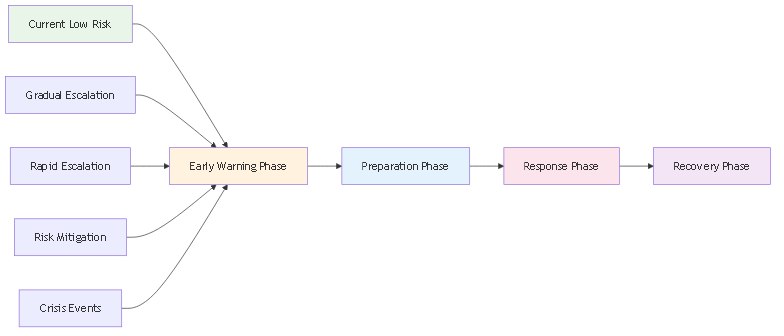 Current Low Risk
Gradual Escalation
Rapid Escalation
Early Warning Phase
Preparation Phase
Response Phase
Recovery Phase
Risk Mitigation
Crisis Events